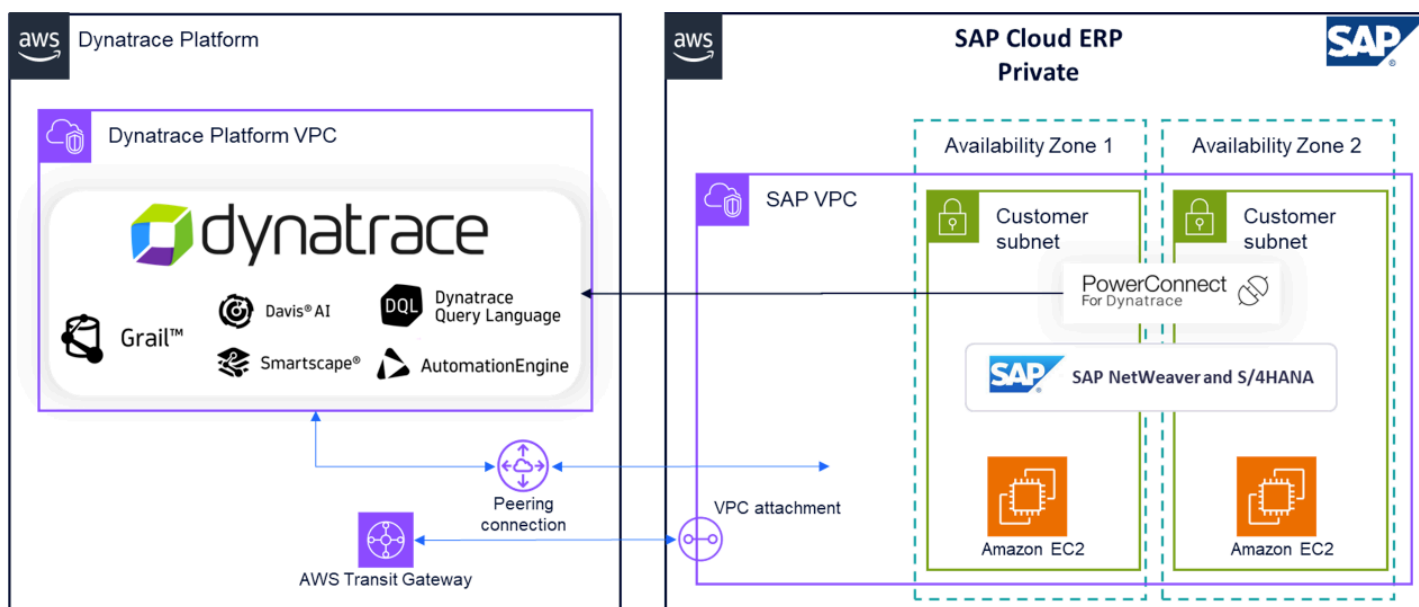 aws
Dynatrace Platform
Dynatrace Platform VPC
dynatrace
Grail™
Davis® AI
DQL
Dynatrace
Query Language
Smartscape®
AutomationEngine
Peering
connection
AWS Transit Gateway
aws
SAP Cloud ERP
Private
SAP®
Availability Zone 1
Availability Zone 2
SAP VPC
Customer
subnet
Customer
subnet
PowerConnect
For Dynatrace
SAP®
SAP NetWeaver and S/4HANA
VPC attachment
Amazon EC2
Amazon EC2